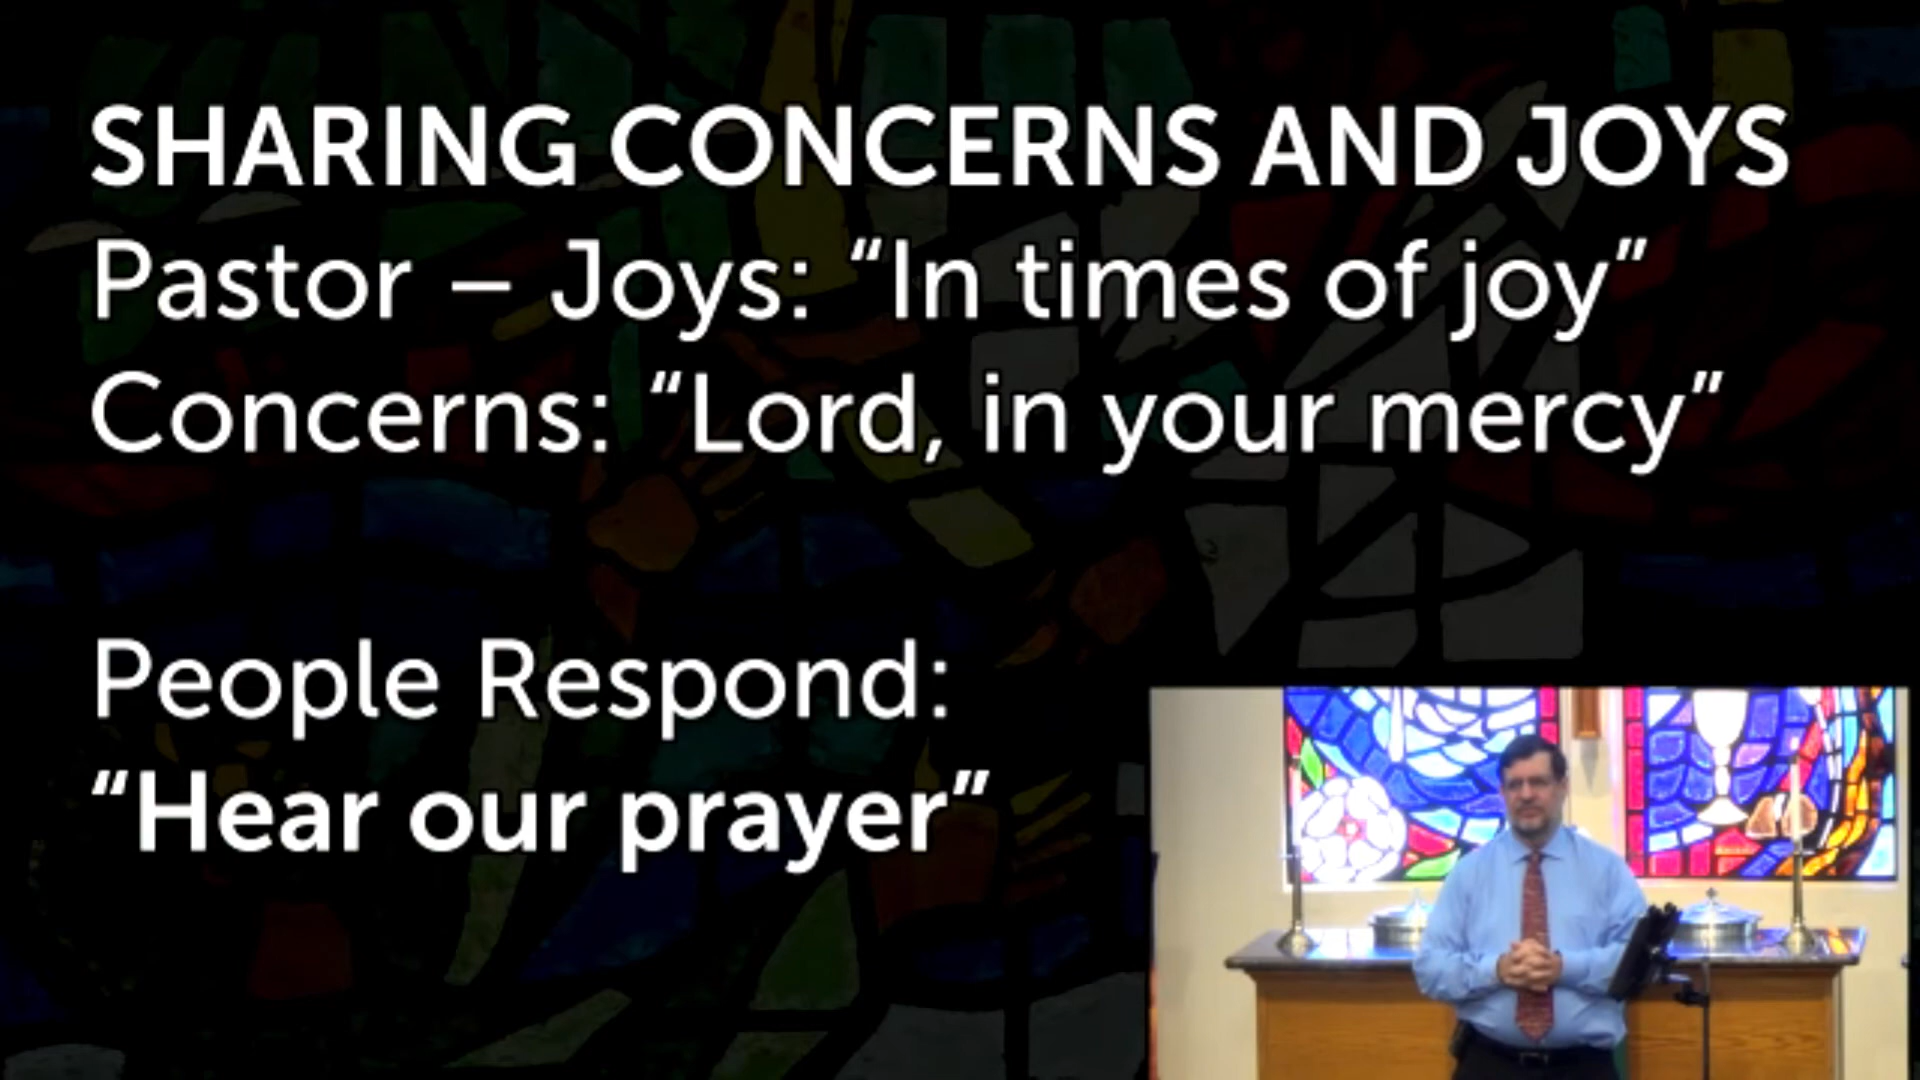 SHARING CONCERNS AND JOYS
Pastor – Joys: “In times of joy”
Concerns: “Lord, in your mercy”
People Respond:
“Hear our prayer”